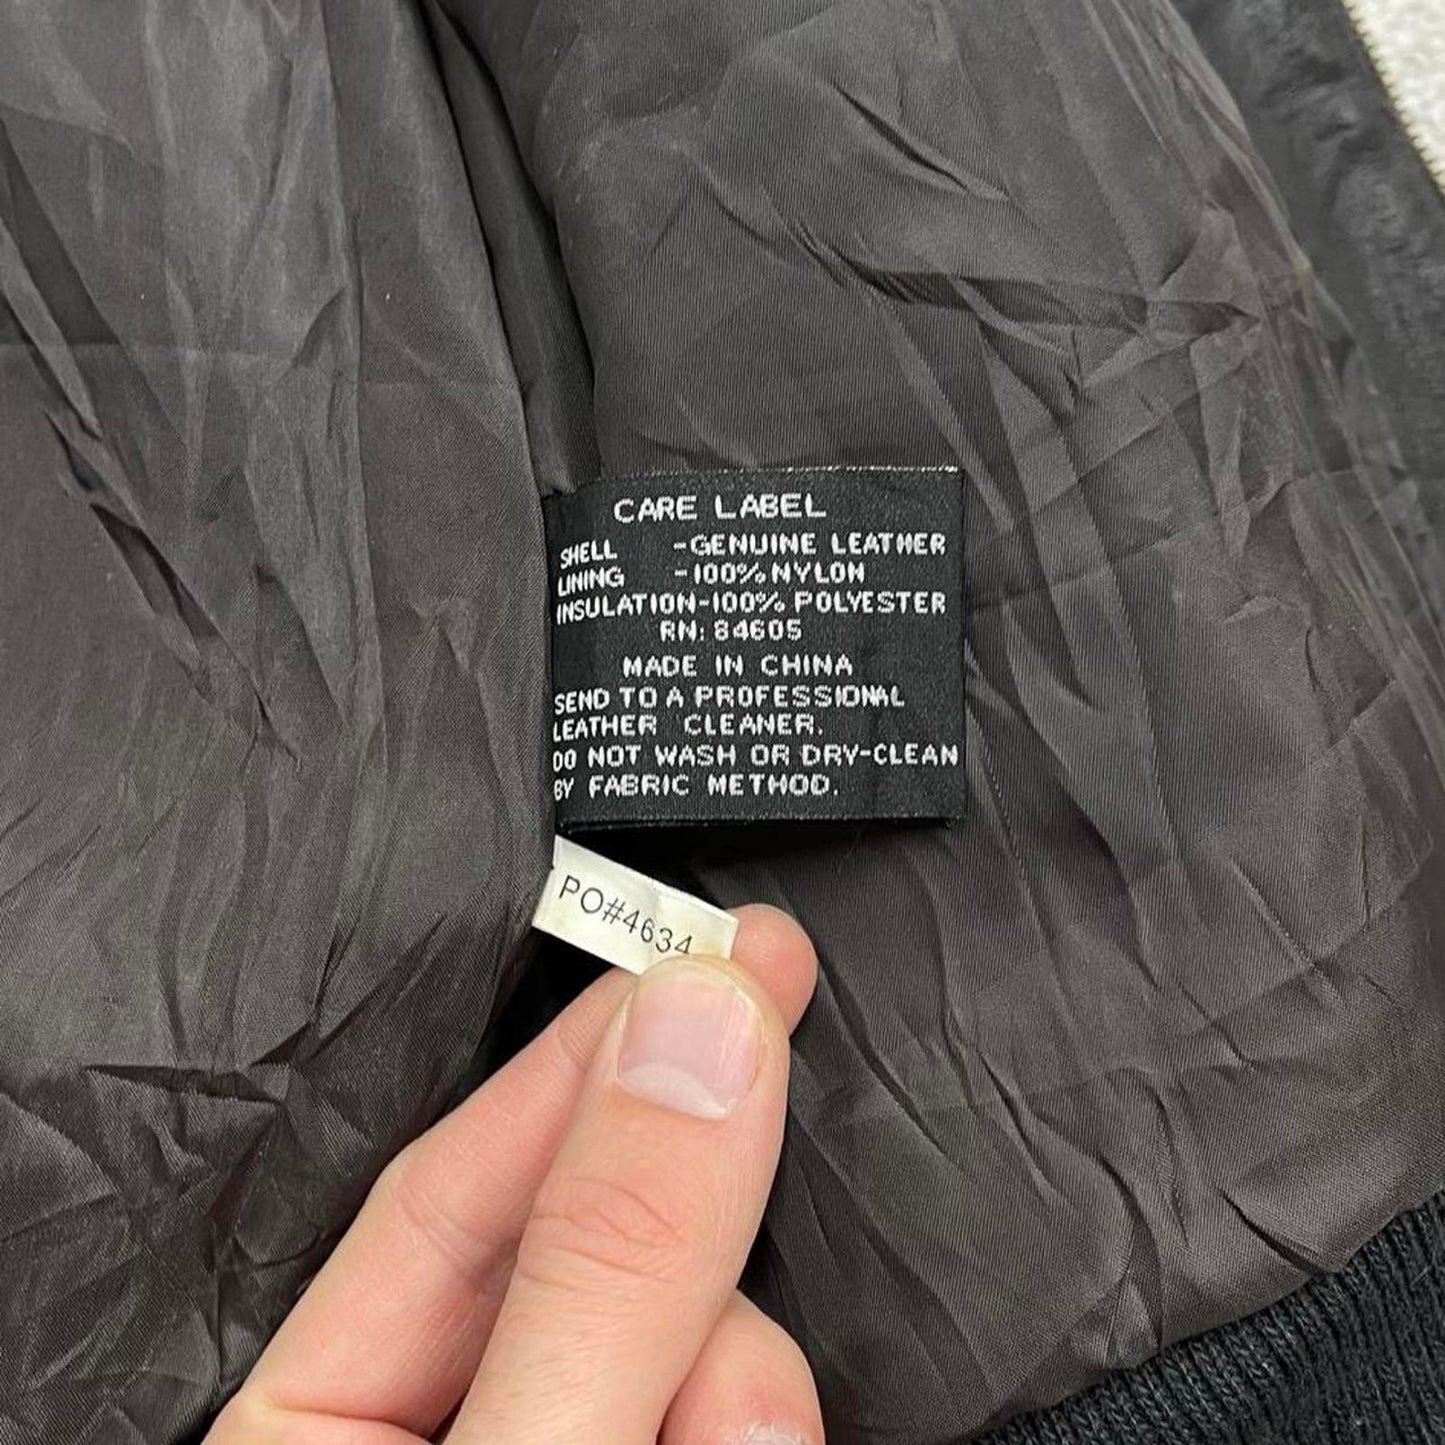 CARE LABEL
SHELL -GENUINE LEATHER
LINING -100% NYLON
INSULATION-100% POLYESTER
RN: 84605
MADE IN CHINA
SEND TO A PROFESSIONAL
LEATHER CLEANER.
DO NOT WASH OR DRY-CLEAN
BY FABRIC METHOD.
PO#4634